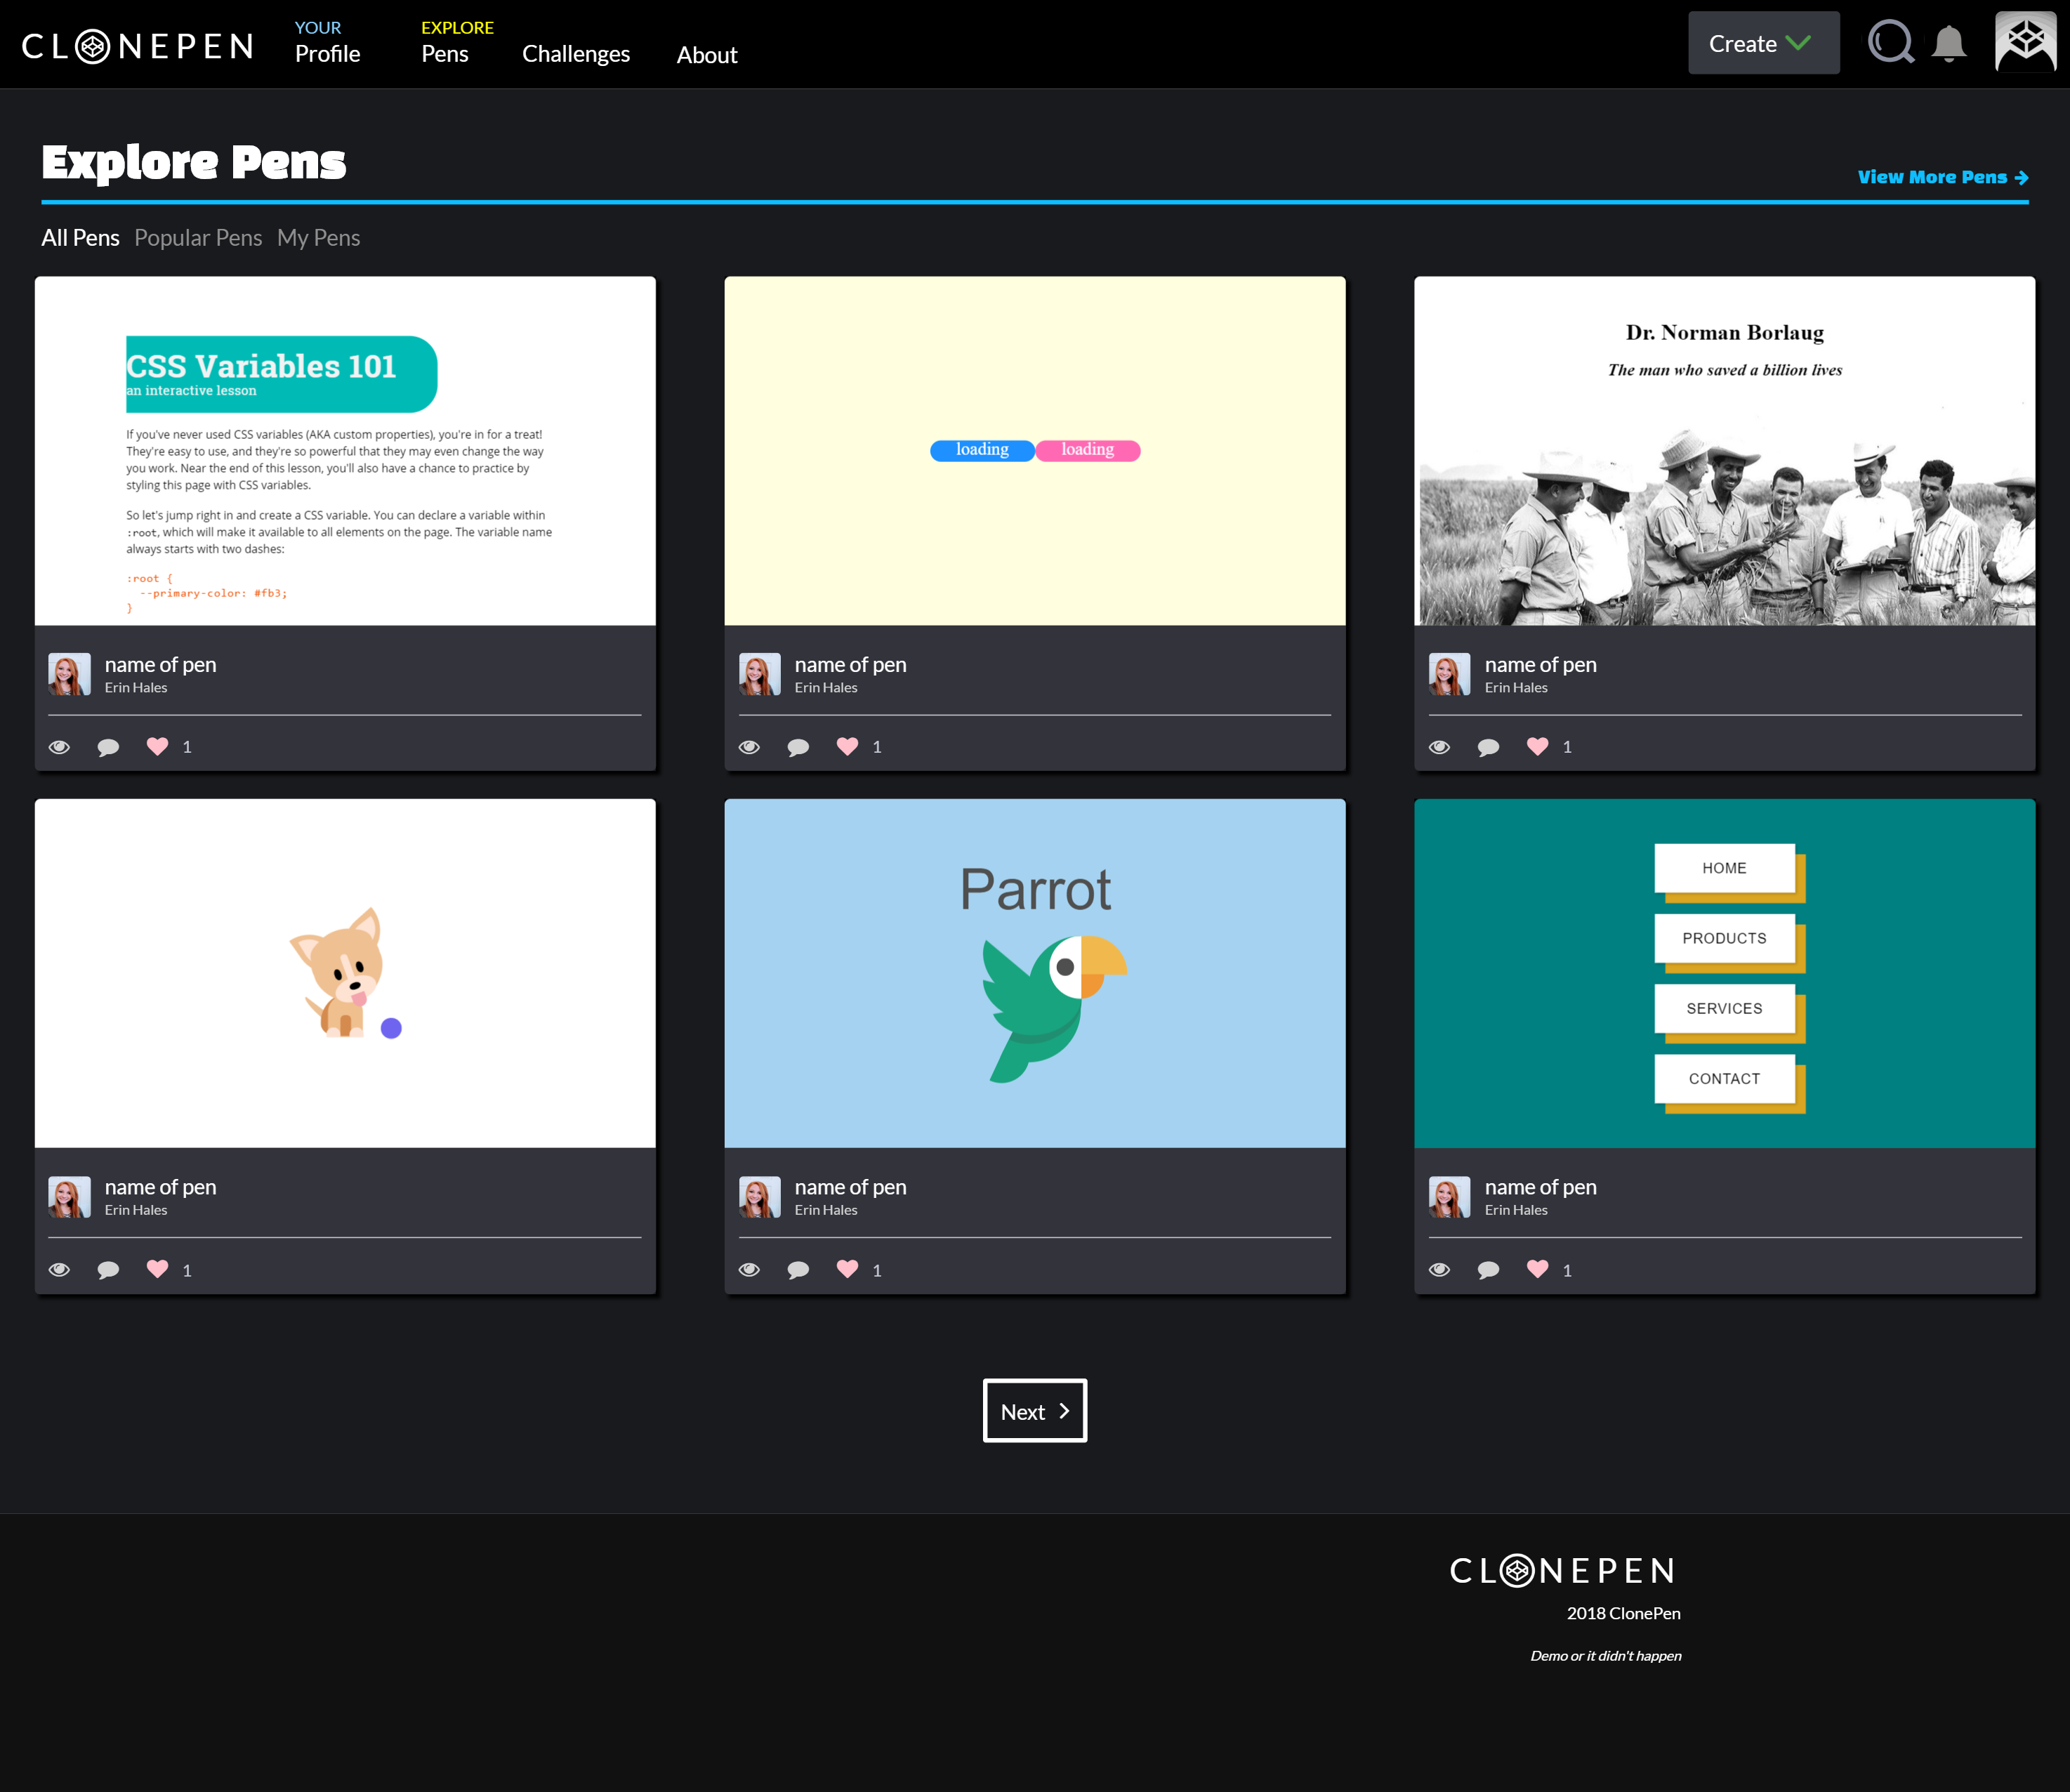 CLONEPEN
YOUR
Profile
EXPLORE
Pens
Challenges
About
Create
Explore Pens
View More Pens
All Pens
Popular Pens
My Pens
CSS Variables 101
an interactive lesson
If you've never used CSS variables (AKA custom properties), you're in for a treat!
They're easy to use, and they're so powerful that they may even change the way
you work. Near the end of this lesson, you'll also have a chance to practice by
styling this page with CSS variables.
So let's jump right in and create a CSS variable. You can declare a variable within
:root, which will make it available to all elements on the page. The variable name
always starts with two dashes:
:root {
--primary-color: #fb3;
}
name of pen
Erin Hales
1
loading
loading
name of pen
Erin Hales
1
Dr. Norman Borlaug
The man who saved a billion lives
name of pen
Erin Hales
1
name of pen
Erin Hales
1
Parrot
name of pen
Erin Hales
1
HOME
PRODUCTS
SERVICES
CONTACT
name of pen
Erin Hales
1
Next
CLONEPEN
2018 ClonePen
Demo or it didn't happen